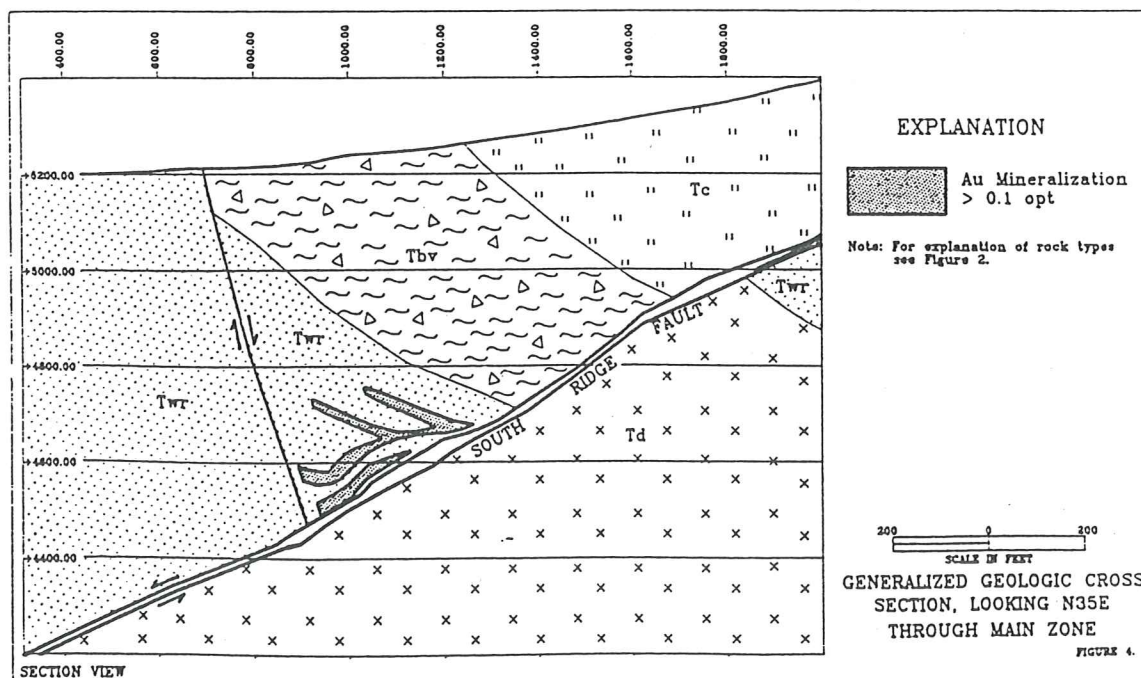 400.00 600.00 800.00 1000.00 1200.00 1400.00 1600.00 1800.00
EXPLANATION
Au Mineralization
> 0.1 opt
Note: For explanation of rock types
see Figure 2.
+5200.00
Tc
Tbv
+5000.00
Twr
Twr
+4800.00
Twr
SOUTH RIDGE FAULT
Td
+4600.00
+4400.00
200 0 200
SCALE IN FEET
GENERALIZED GEOLOGIC CROSS
SECTION, LOOKING N35E
THROUGH MAIN ZONE
FIGURE 4.
SECTION VIEW